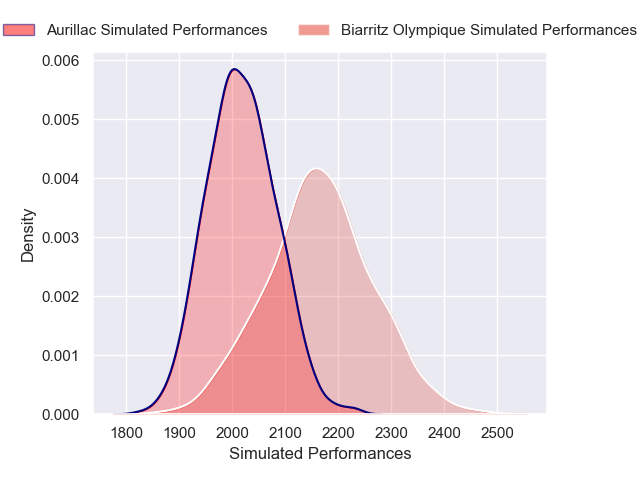 Aurillac Simulated Performances
Biarritz Olympique Simulated Performances
0.006
0.005
0.004
0.003
0.002
0.001
0.000
Density
1800 1900 2000 2100 2200 2300 2400 2500
Simulated Performances